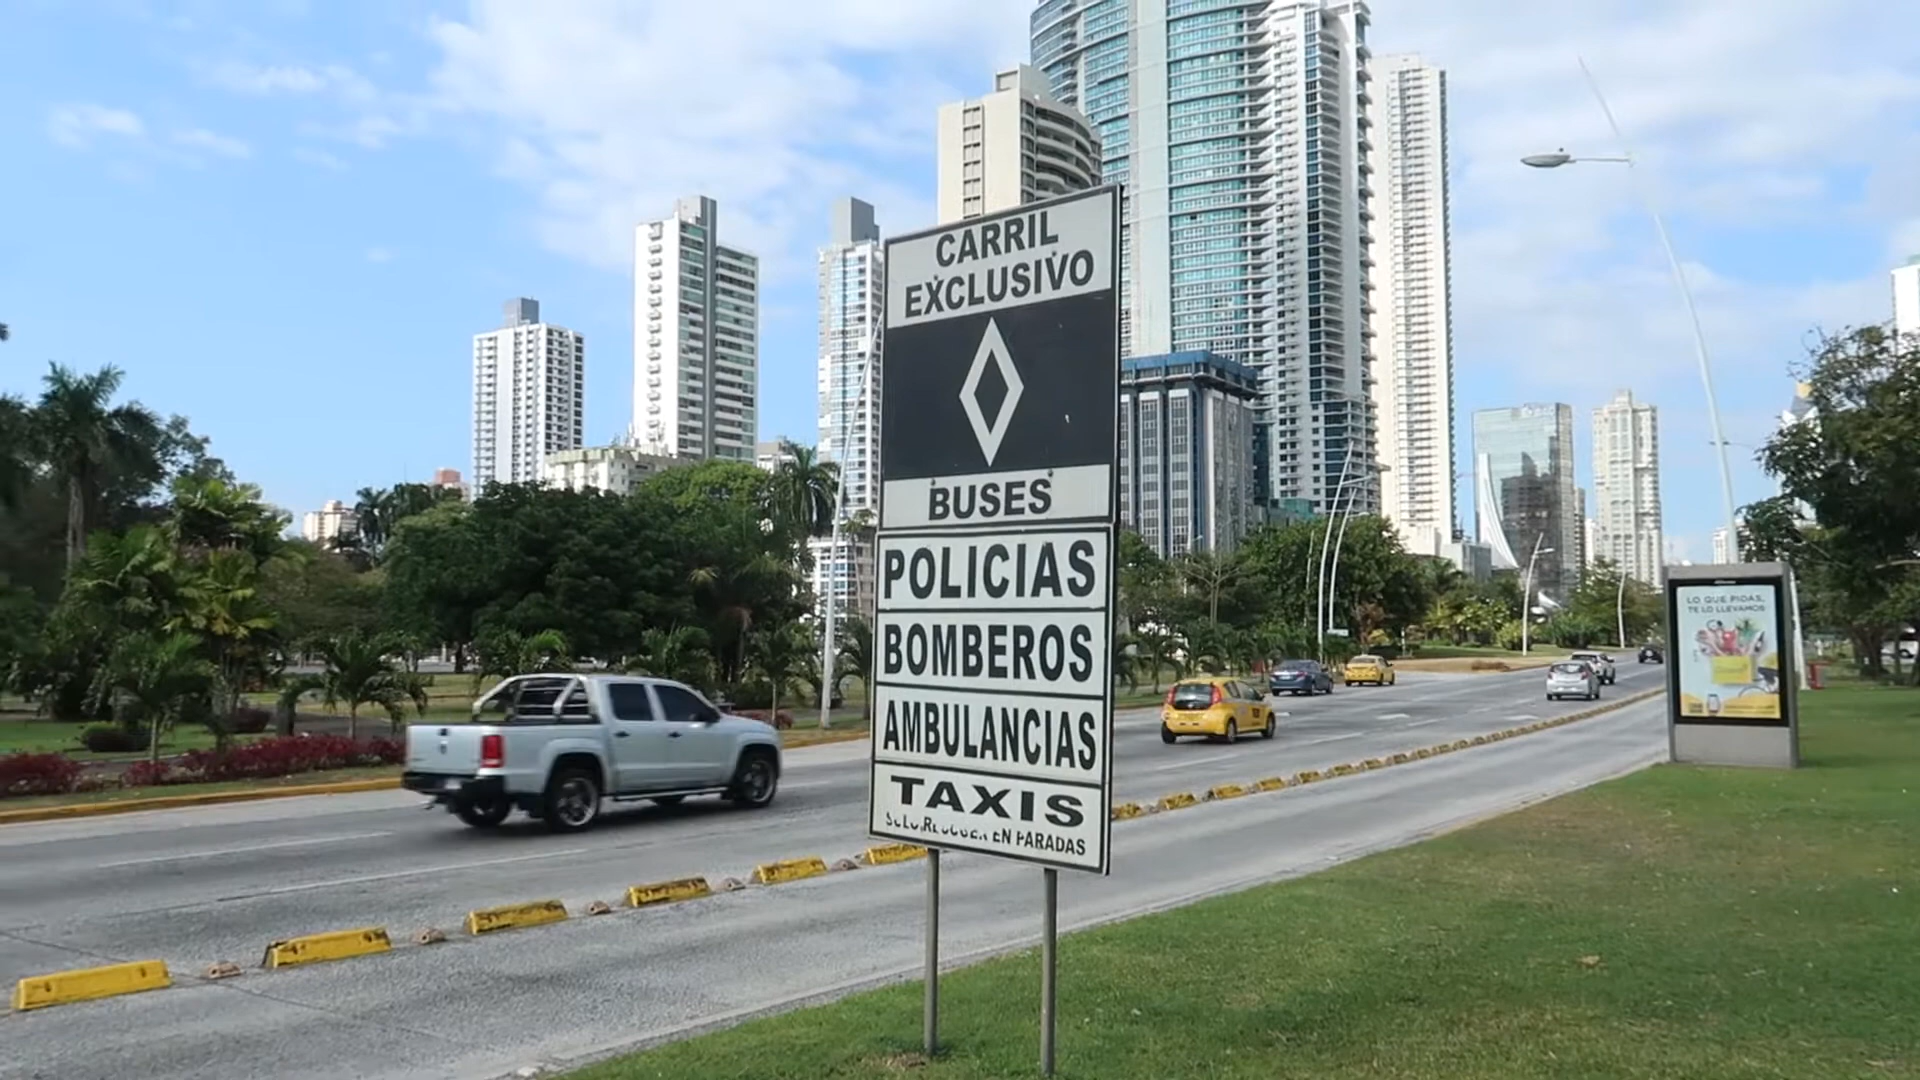 CARRIL
EXCLUSIVO
BUSES
POLICIAS
BOMBEROS
AMBULANCIAS
TAXIS
EN PARADAS
LO QUE PIDAS,
TE LO LLEVAMOS